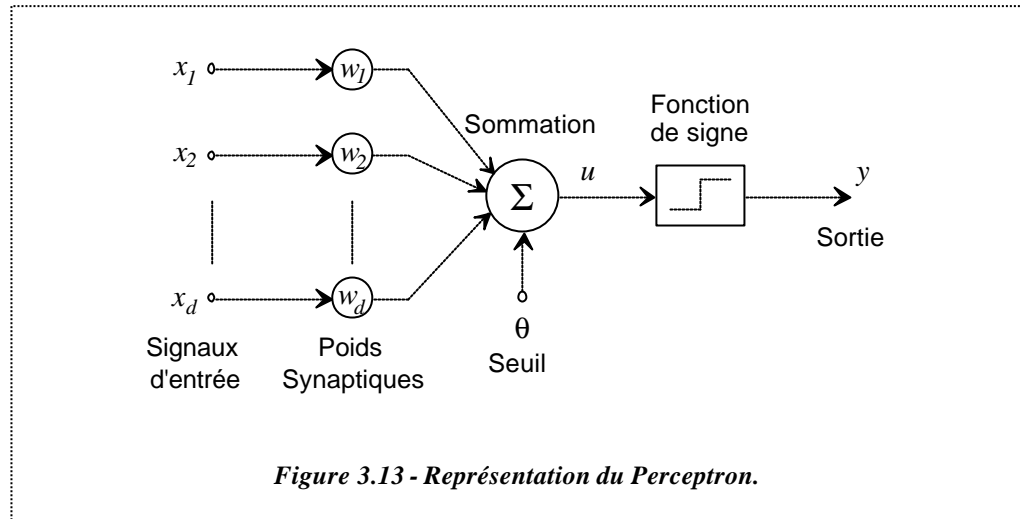 x1
w1
Fonction
de signe
Sommation
x2
w2
u
y
Σ
Sortie
xd
wd
θ
Seuil
Signaux
d'entrée
Poids
Synaptiques
Figure 3.13 - Représentation du Perceptron.